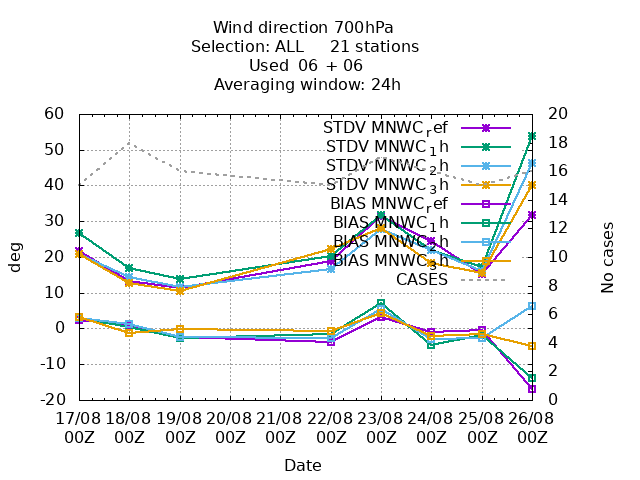 Wind direction 700hPa
Selection: ALL 21 stations
Used 06 + 06
Averaging window: 24h
60
50
40
30
20
10
0
-10
-20
deg
20
18
16
14
12
10
8
6
4
2
0
No cases
STDV MNWC_ref
STDV MNWC_1h
STDV MNWC_2h
STDV MNWC_3h
BIAS MNWC_ref
BIAS MNWC_1h
BIAS MNWC_2h
BIAS MNWC_3h
CASES
17/08 18/08 19/08 20/08 21/08 22/08 23/08 24/08 25/08 26/08
00Z 00Z 00Z 00Z 00Z 00Z 00Z 00Z 00Z 00Z
Date